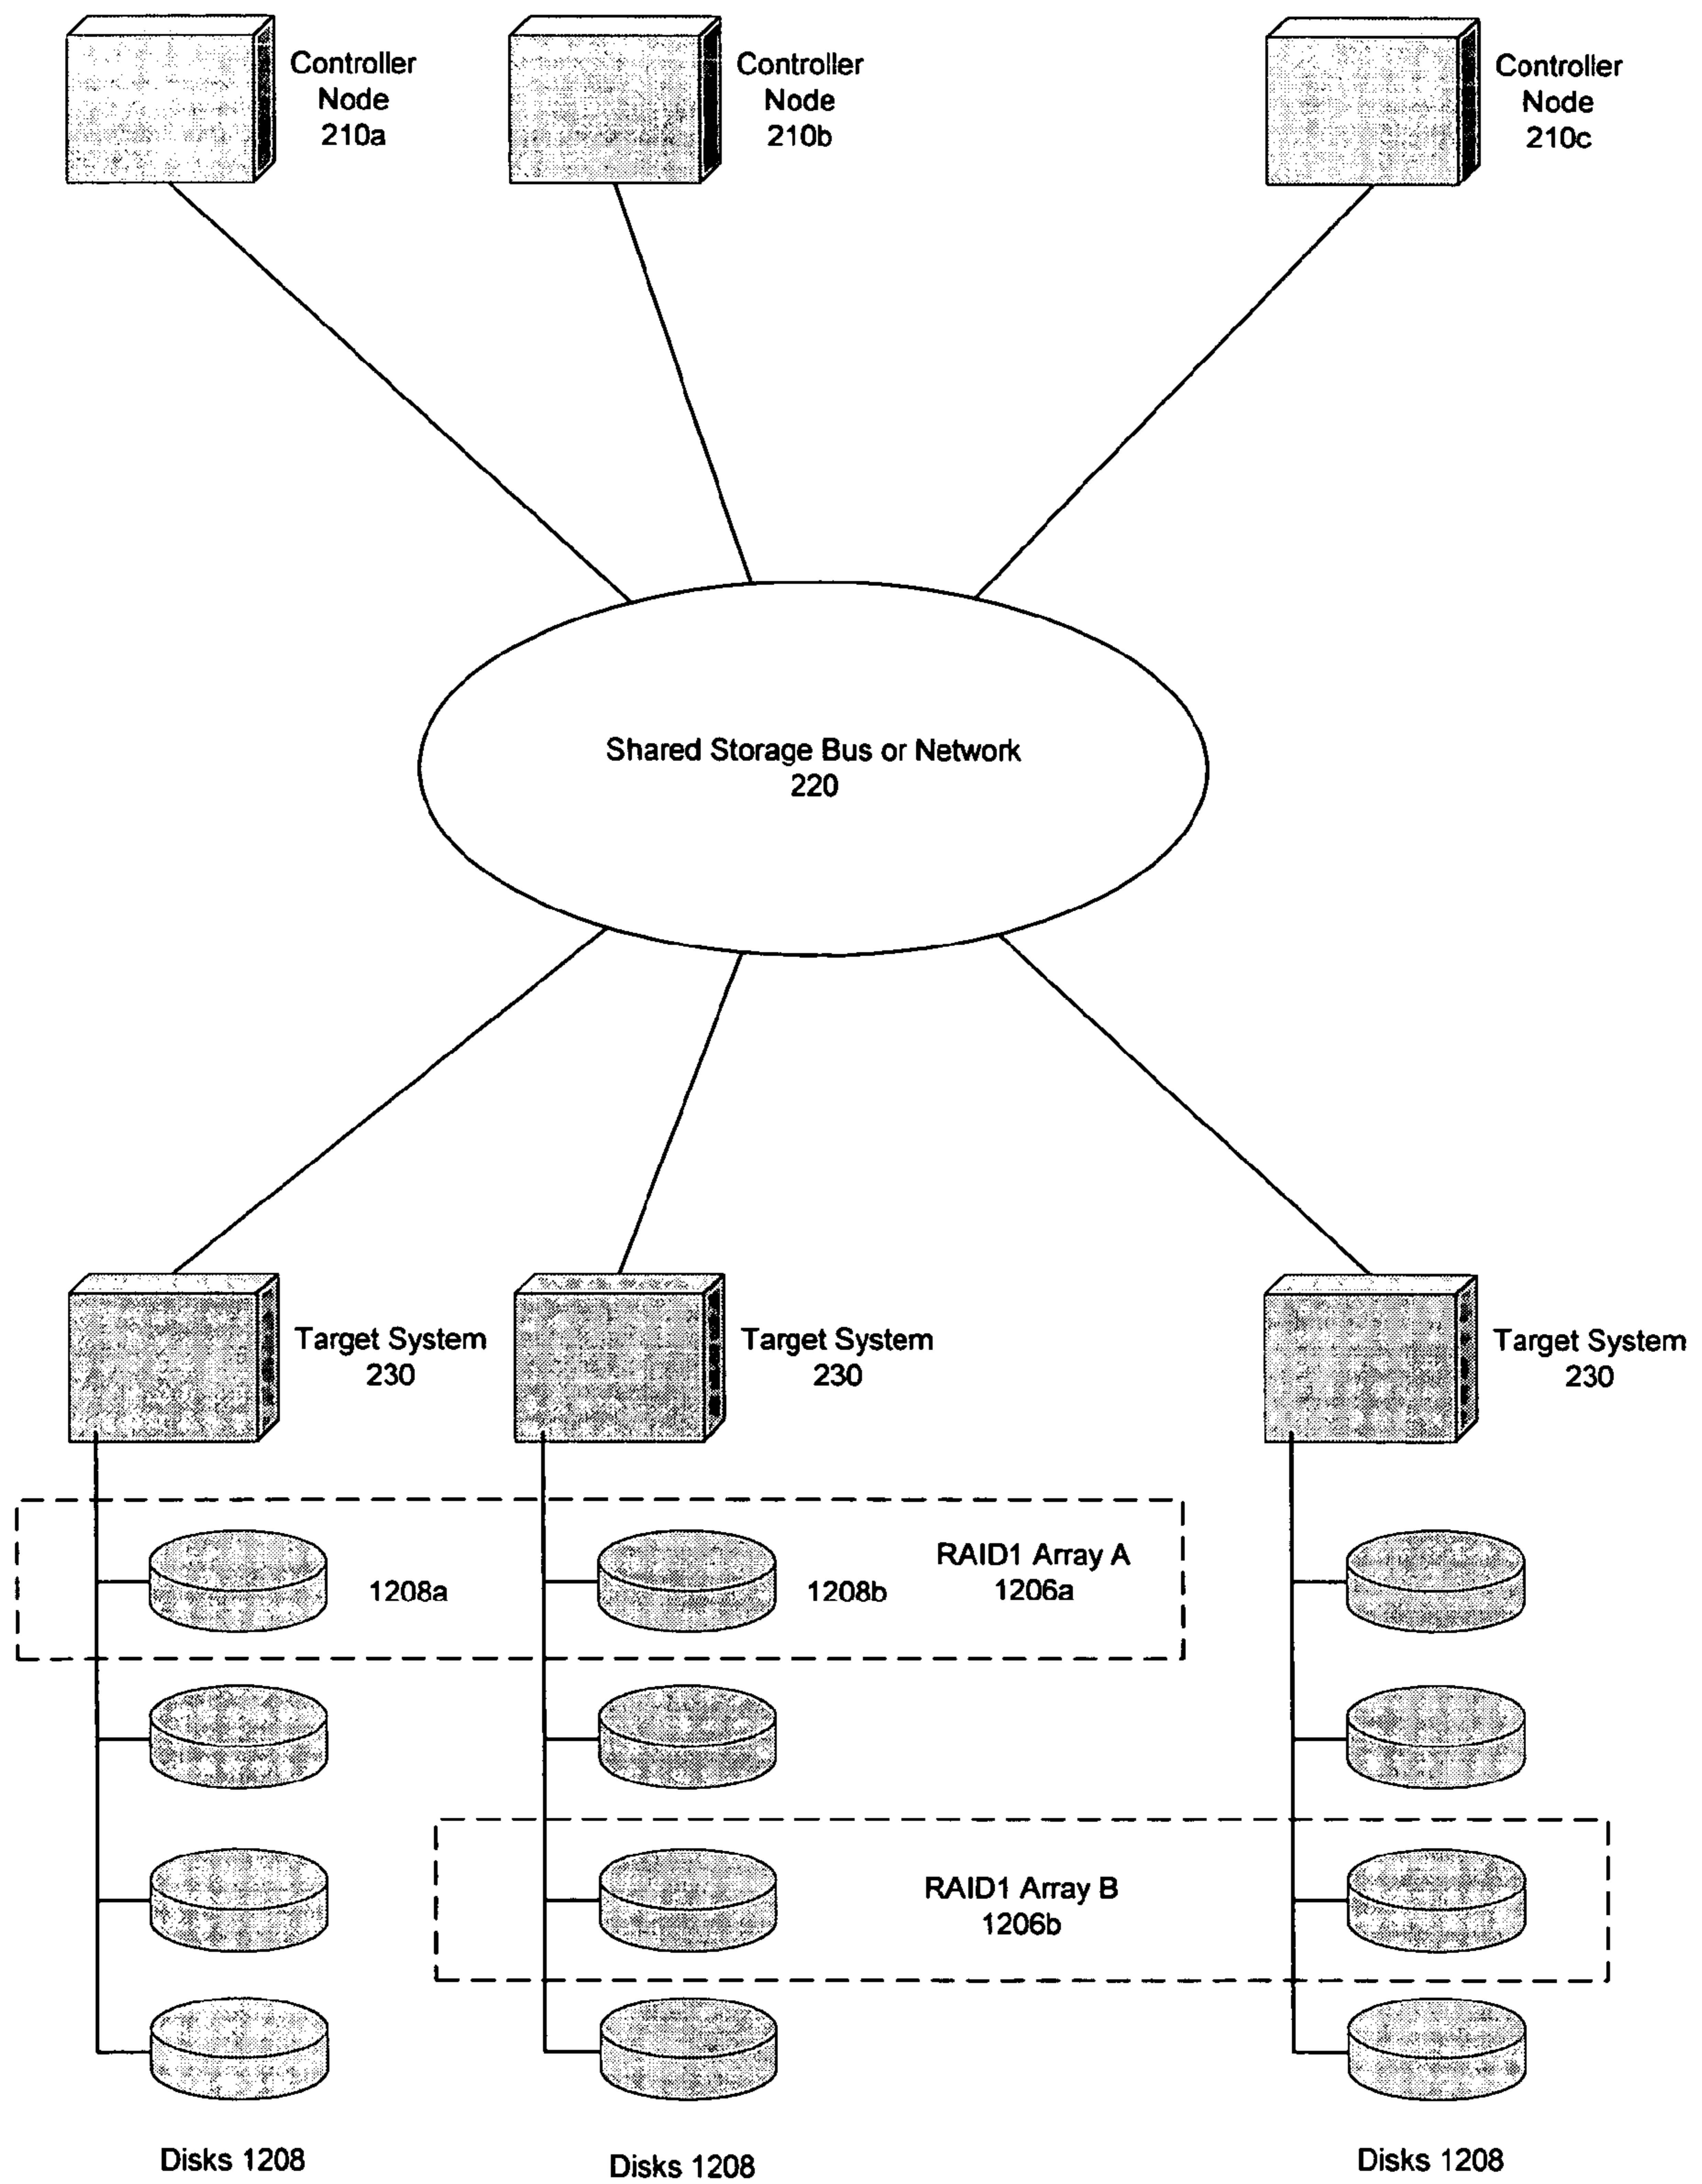 Controller
Node
210a
Controller
Node
210b
Controller
Node
210c
Shared Storage Bus or Network
220
Target System
230
Target System
230
Target System
230
1208a
1208b
RAID1 Array A
1206a
RAID1 Array B
1206b
Disks 1208
Disks 1208
Disks 1208